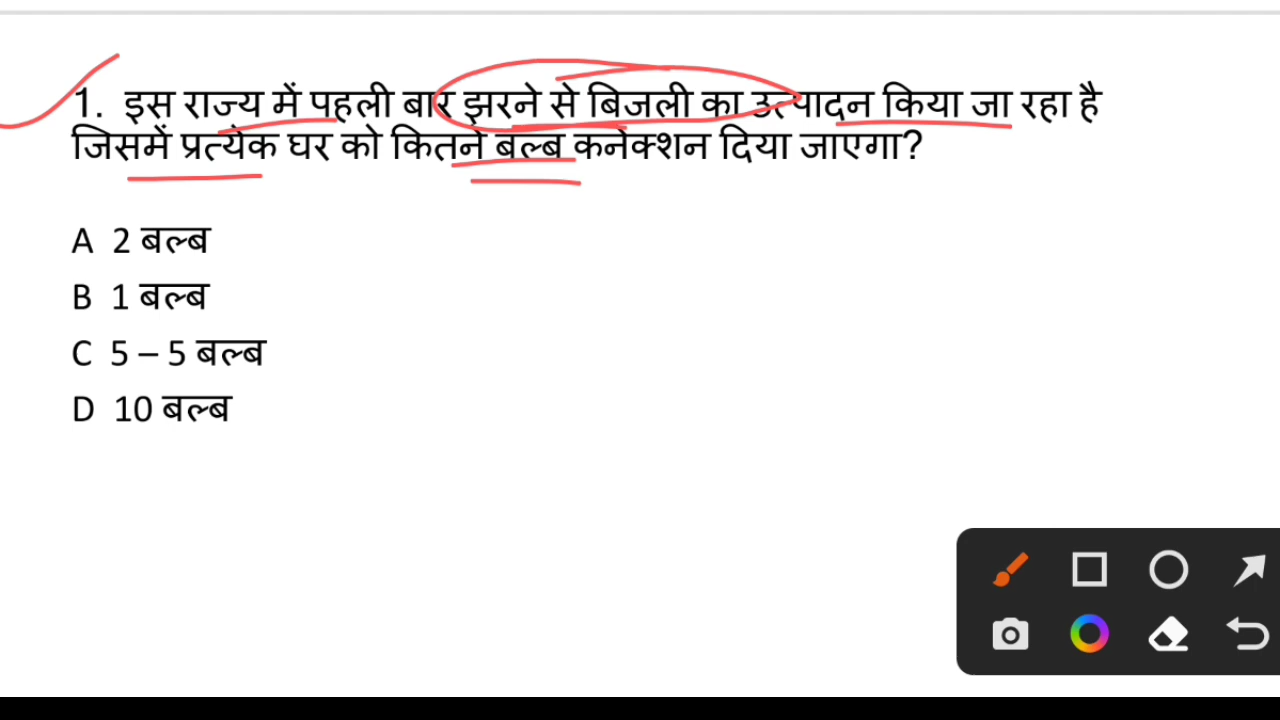 1. इस राज्य में पहली बार झरने से बिजली का उत्पादन किया जा रहा है
जिसमें प्रत्येक घर को कितने बल्ब कनेक्शन दिया जाएगा?
A 2 बल्ब
B 1 बल्ब
C 5 – 5 बल्ब
D 10 बल्ब